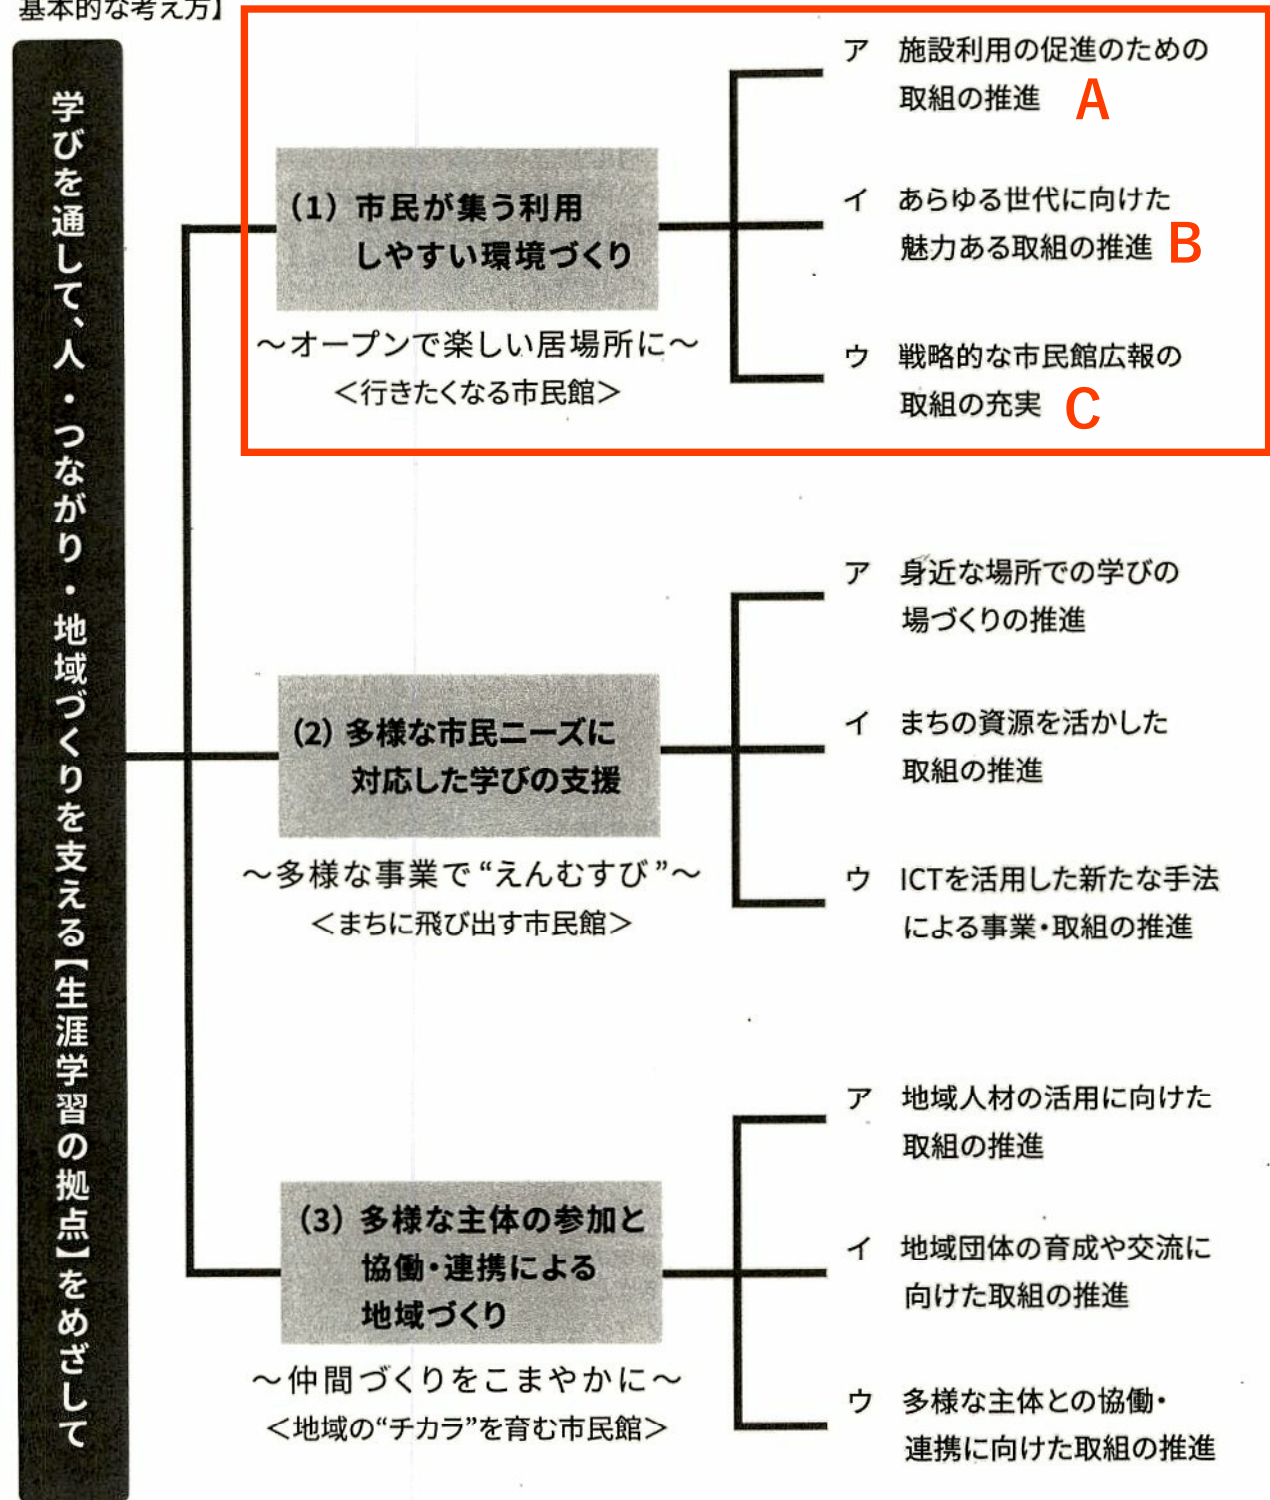 基本的な考え方】
学びを通して、人・つながり・地域づくりを支える【生涯学習の拠点】をめざして
(1) 市民が集う利用
しやすい環境づくり
～オープンで楽しい居場所に～
＜行きたくなる市民館＞
ア 施設利用の促進のための
取組の推進 A
イ あらゆる世代に向けた
魅力ある取組の推進 B
ウ 戦略的な市民館広報の
取組の充実 C
(2) 多様な市民ニーズに
対応した学びの支援
～多様な事業で“えんむすび”～
＜まちに飛び出す市民館＞
ア 身近な場所での学びの
場づくりの推進
イ まちの資源を活かした
取組の推進
ウ ICTを活用した新たな手法
による事業・取組の推進
(3) 多様な主体の参加と
協働・連携による
地域づくり
～仲間づくりをこまやかに～
＜地域の“チカラ”を育む市民館＞
ア 地域人材の活用に向けた
取組の推進
イ 地域団体の育成や交流に
向けた取組の推進
ウ 多様な主体との協働・
連携に向けた取組の推進